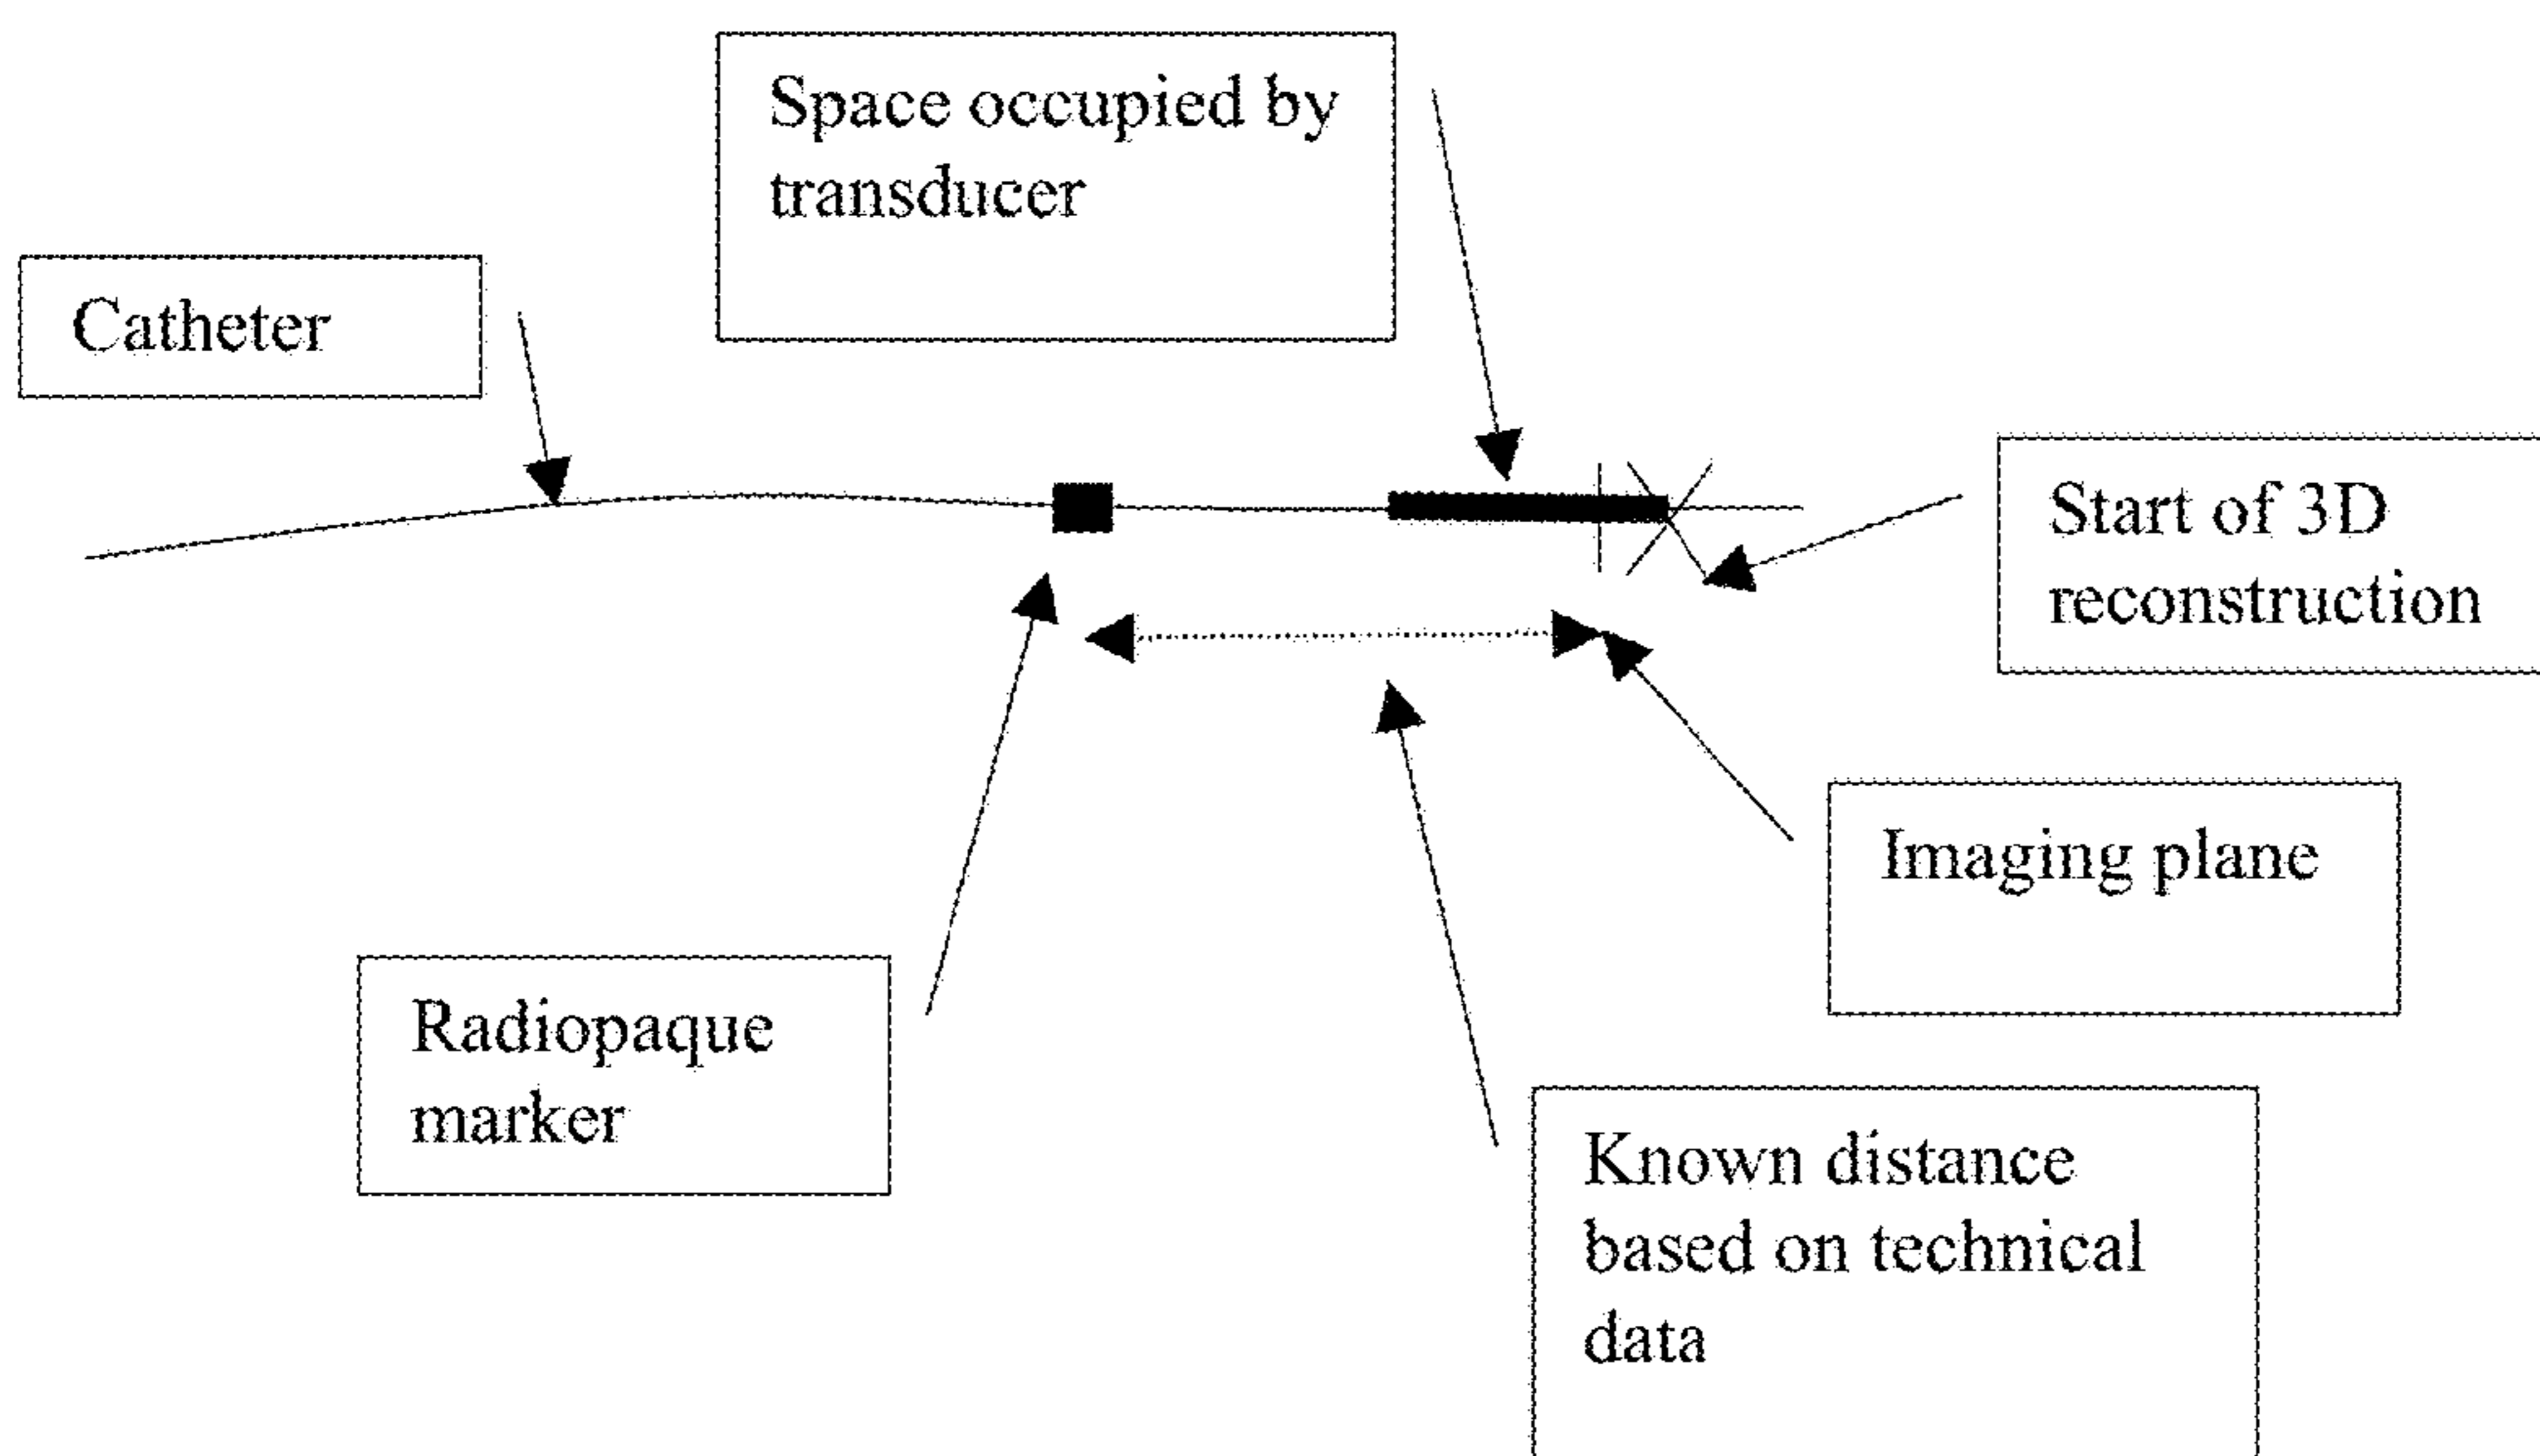 Space occupied by
transducer
Catheter
Start of 3D
reconstruction
Imaging plane
Radiopaque
marker
Known distance
based on technical
data